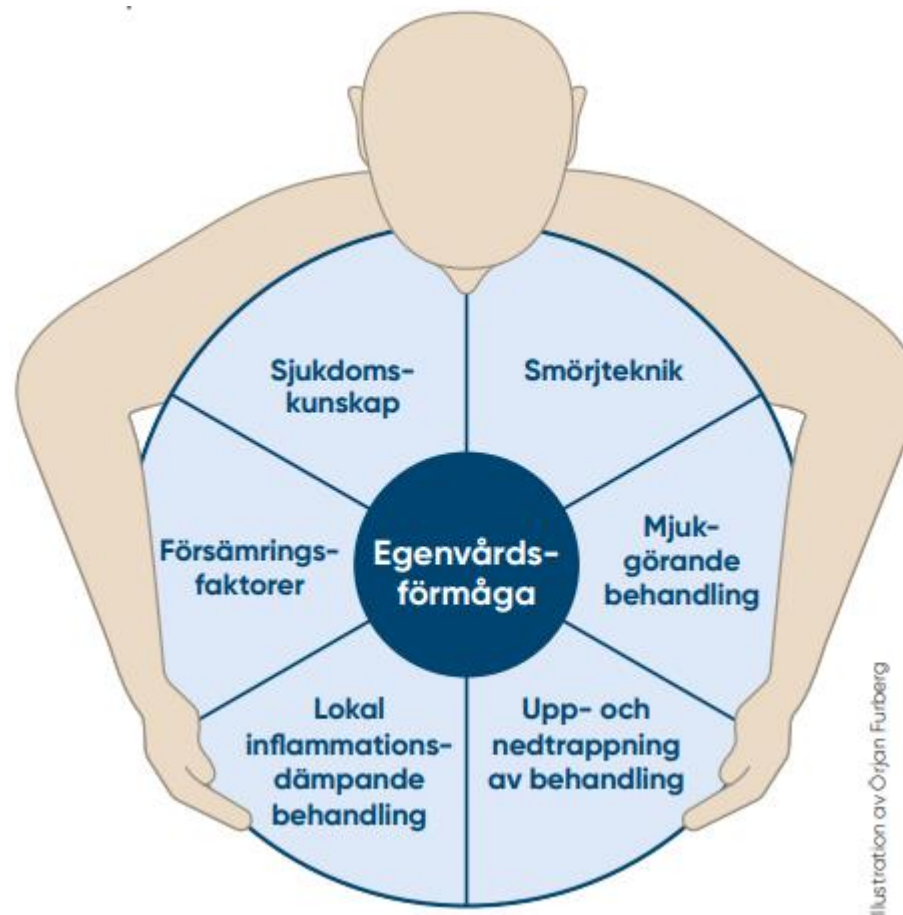 Sjukdoms-
kunskap
Smörjteknik
Försämrings-
faktorer
Egenvårds-
förmåga
Mjuk-
görande
behandling
Lokal
inflammations-
dämpande
behandling
Upp- och
nedtrappning
av behandling
Illustration av Örjan Furberg